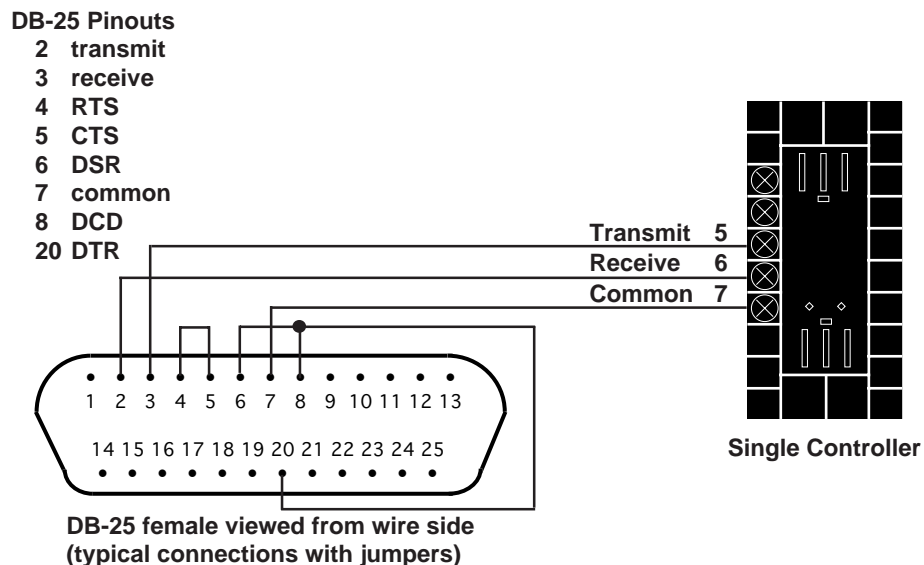 DB-25 Pinouts
2 transmit
3 receive
4 RTS
5 CTS
6 DSR
7 common
8 DCD
20 DTR
Transmit 5
Receive 6
Common 7
1 2 3 4 5 6 7 8 9 10 11 12 13
14 15 16 17 18 19 20 21 22 23 24 25
Single Controller
DB-25 female viewed from wire side
(typical connections with jumpers)